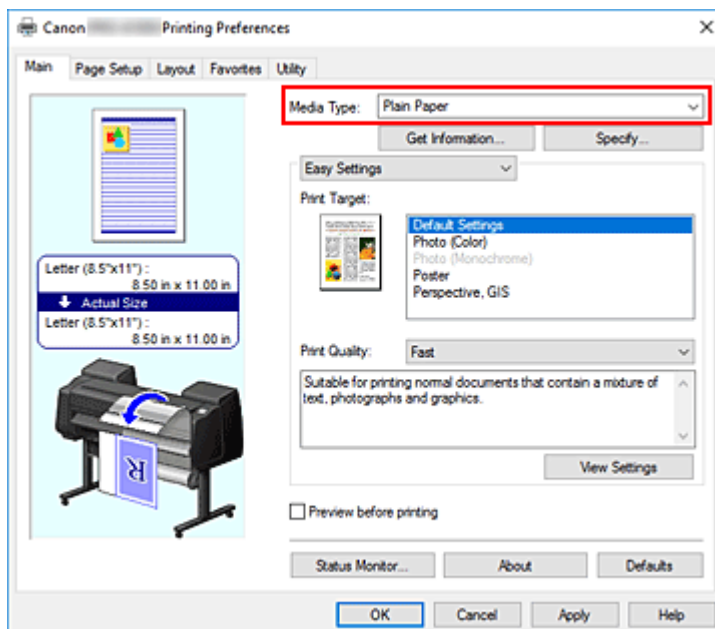 Canon Printing Preferences
Main Page Setup Layout Favorites Utility
Media Type: Plain Paper
Get Information... Specify...
Easy Settings
Print Target:
Default Settings
Photo (Color)
Photo (Monochrome)
Poster
Perspective, GIS
Letter (8.5"x11") :
8.50 in x 11.00 in
Actual Size
Letter (8.5"x11") :
8.50 in x 11.00 in
Print Quality: Fast
Suitable for printing normal documents that contain a mixture of
text, photographs and graphics.
View Settings
R
Preview before printing
Status Monitor... About Defaults
OK Cancel Apply Help